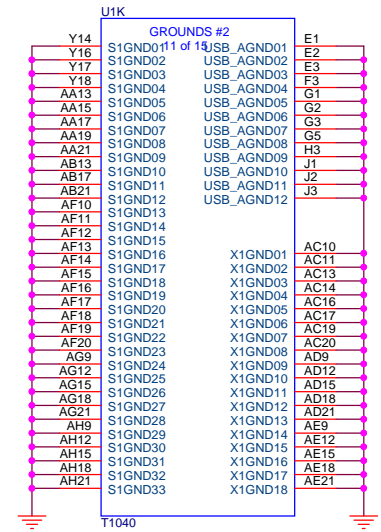 U1K
GROUNDS #2
11 of 15
Y14 S1GND01 USB_AGND01 E1
Y16 S1GND02 USB_AGND02 E2
Y17 S1GND03 USB_AGND03 E3
Y18 S1GND04 USB_AGND04 F3
AA13 S1GND05 USB_AGND05 G1
AA15 S1GND06 USB_AGND06 G2
AA17 S1GND07 USB_AGND07 G3
AA19 S1GND08 USB_AGND08 G5
AA21 S1GND09 USB_AGND09 H3
AB13 S1GND10 USB_AGND10 J1
AB17 S1GND11 USB_AGND11 J2
AB21 S1GND12 USB_AGND12 J3
AF10 S1GND13
AF11 S1GND14
AF12 S1GND15
AF13 S1GND16 X1GND01 AC10
AF14 S1GND17 X1GND02 AC11
AF15 S1GND18 X1GND03 AC13
AF16 S1GND19 X1GND04 AC14
AF17 S1GND20 X1GND05 AC16
AF18 S1GND21 X1GND06 AC17
AF19 S1GND22 X1GND07 AC19
AF20 S1GND23 X1GND08 AC20
AG9 S1GND24 X1GND09 AD9
AG12 S1GND25 X1GND10 AD12
AG15 S1GND26 X1GND11 AD15
AG18 S1GND27 X1GND12 AD18
AG21 S1GND28 X1GND13 AD21
AH9 S1GND29 X1GND14 AE9
AH12 S1GND30 X1GND15 AE12
AH15 S1GND31 X1GND16 AE15
AH18 S1GND32 X1GND17 AE18
AH21 S1GND33 X1GND18 AE21
T1040